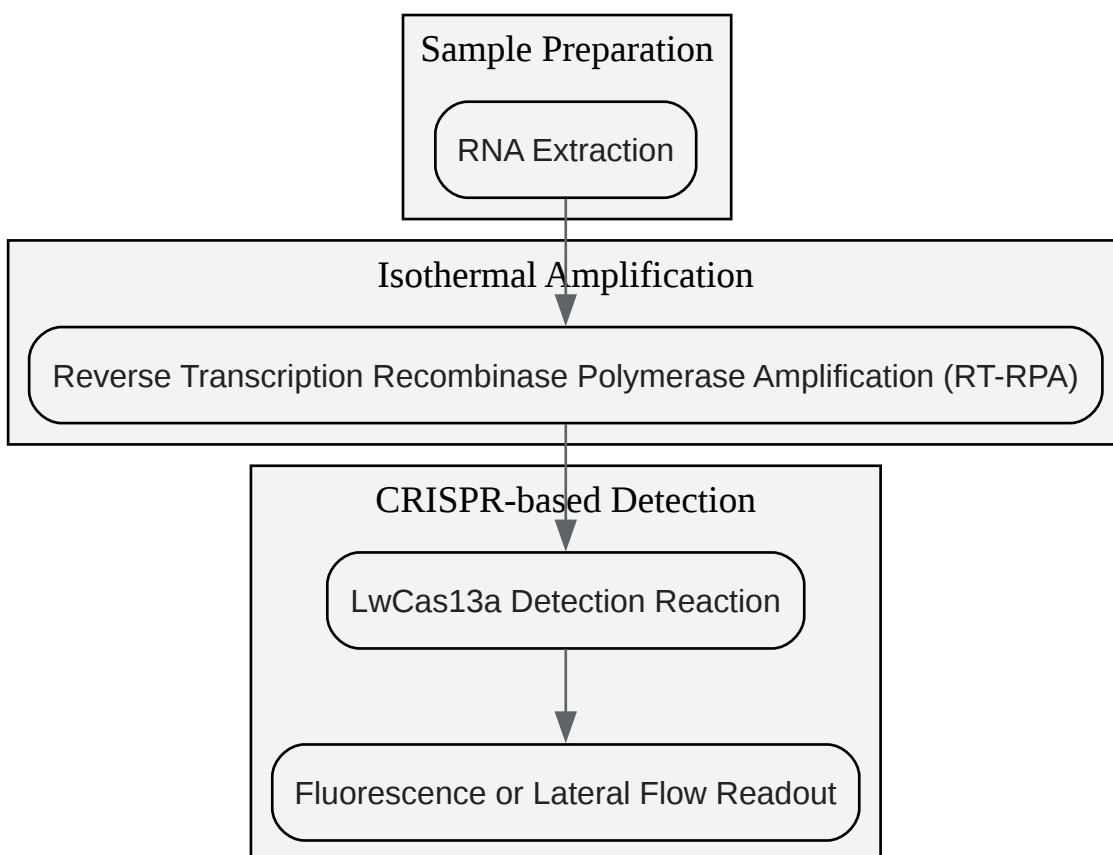 Sample Preparation
RNA Extraction
Isothermal Amplification
Reverse Transcription Recombinase Polymerase Amplification (RT-RPA)
CRISPR-based Detection
LwCas13a Detection Reaction
Fluorescence or Lateral Flow Readout